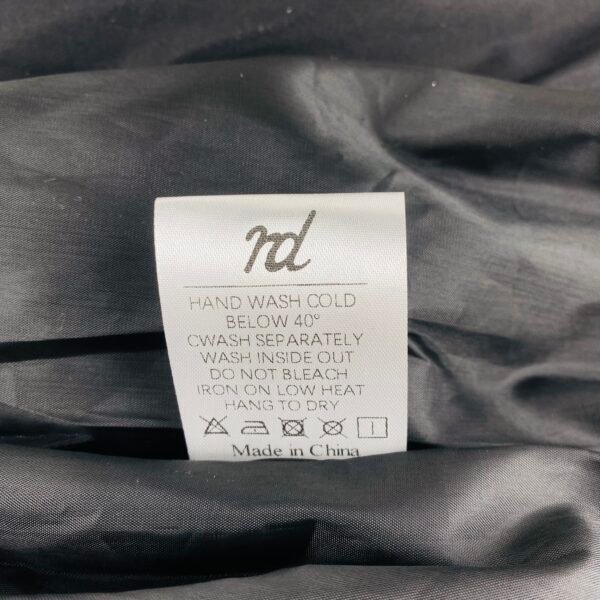 rd
HAND WASH COLD
BELOW 40°
CWASH SEPARATELY
WASH INSIDE OUT
DO NOT BLEACH
IRON ON LOW HEAT
HANG TO DRY
Made in China